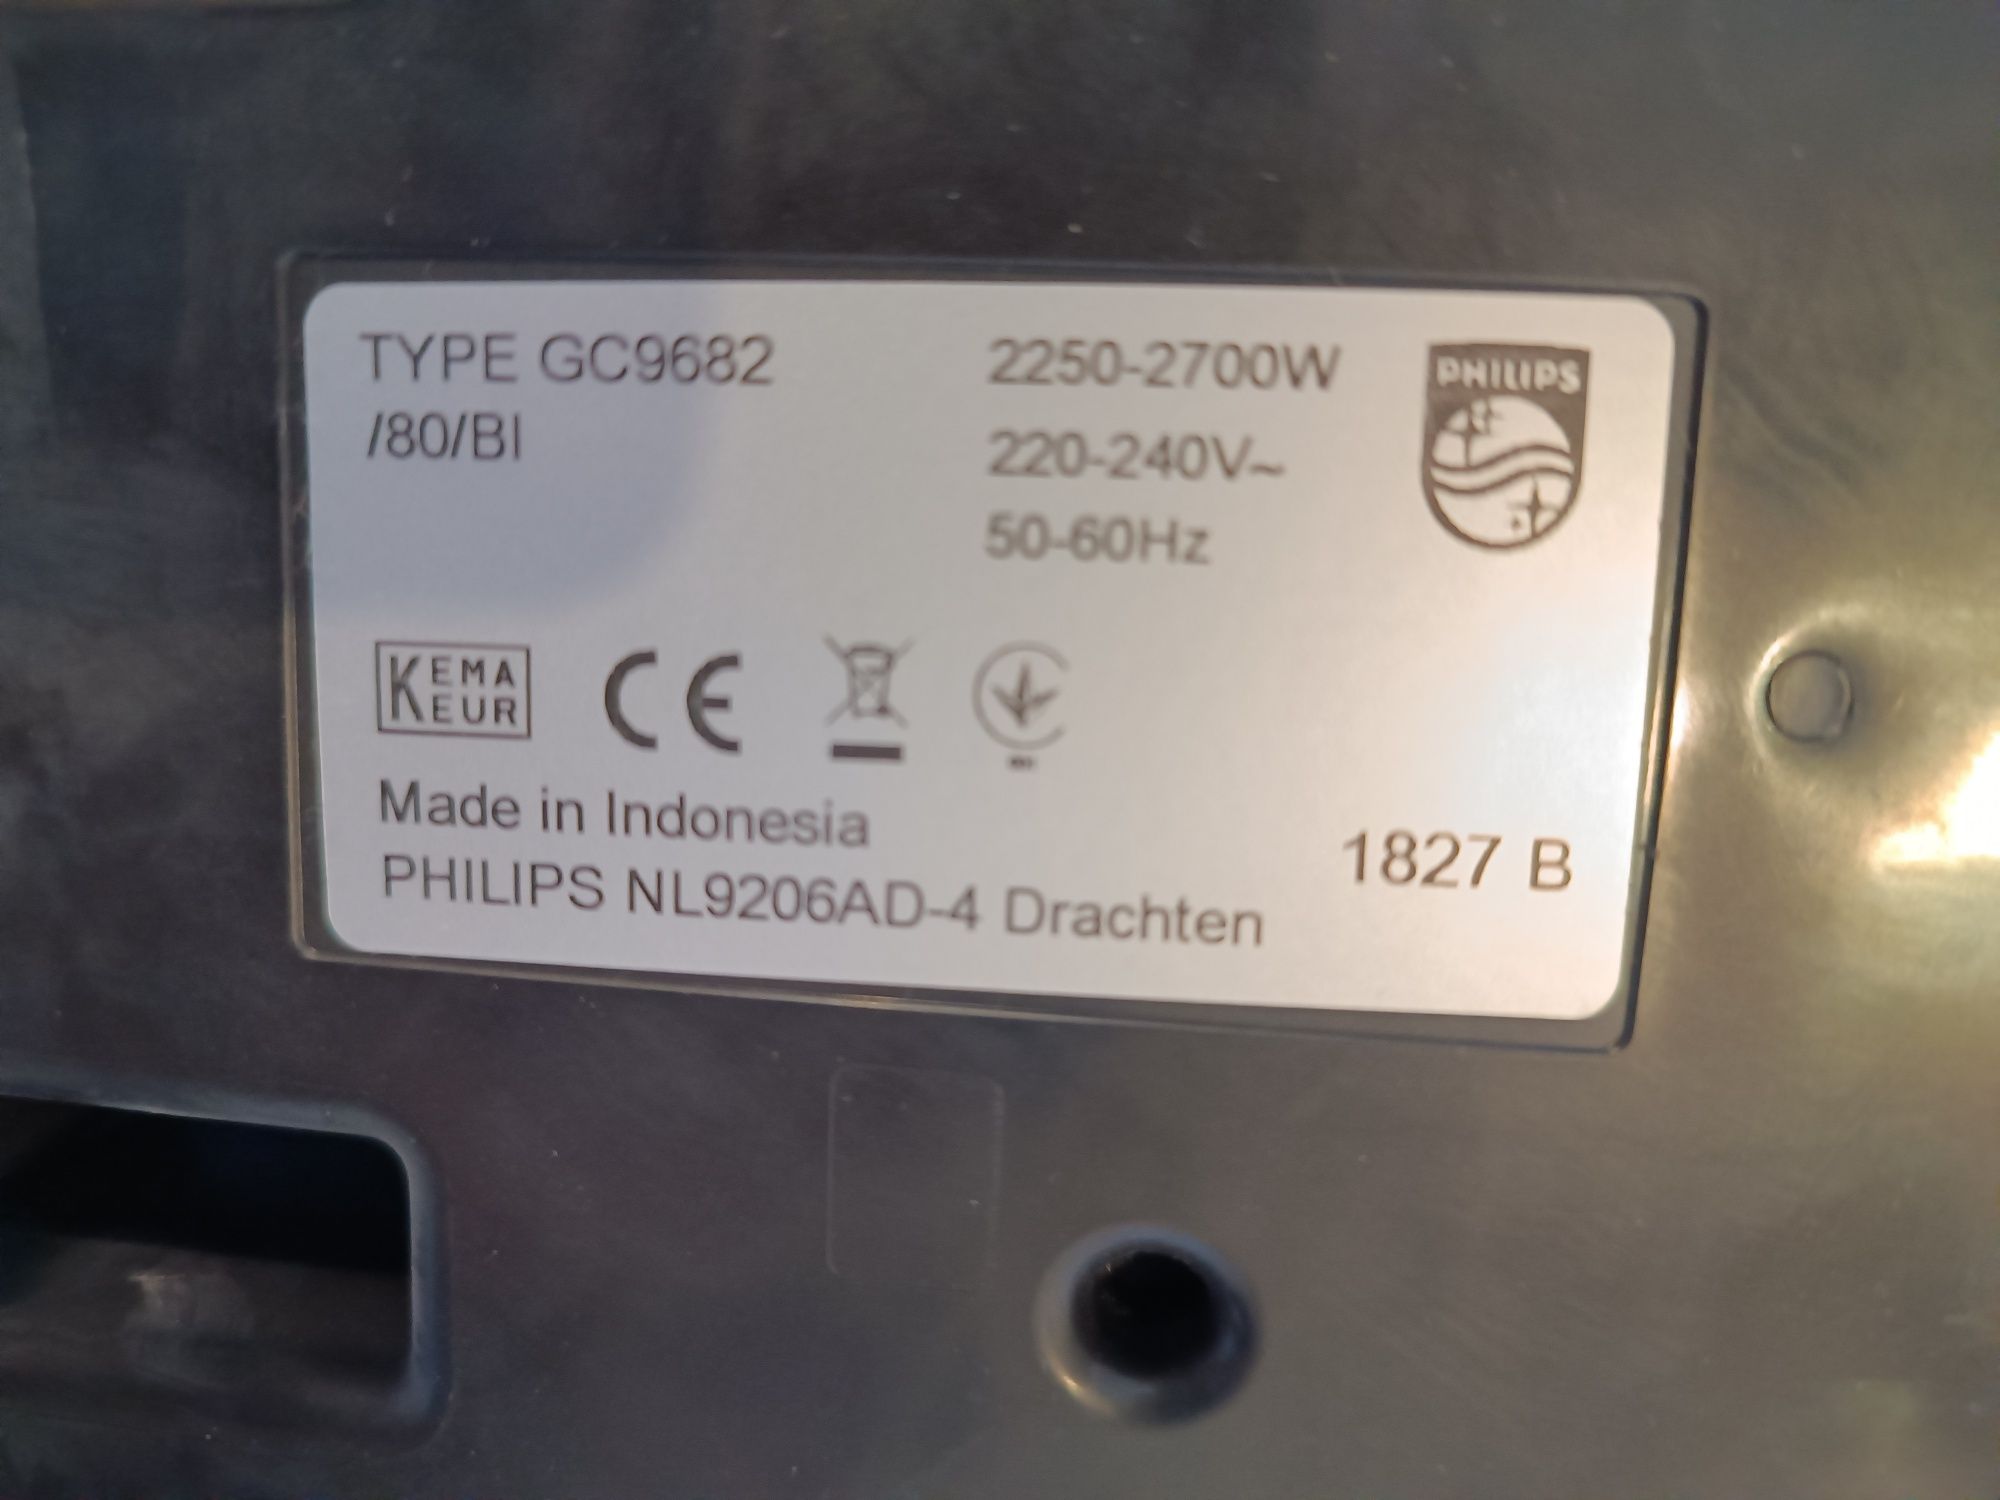 TYPE GC9682
/80/BI
2250-2700W
220-240V~
50-60Hz
PHILIPS
KEMA
KEUR
CE
Made in Indonesia
PHILIPS NL9206AD-4 Drachten
1827 B